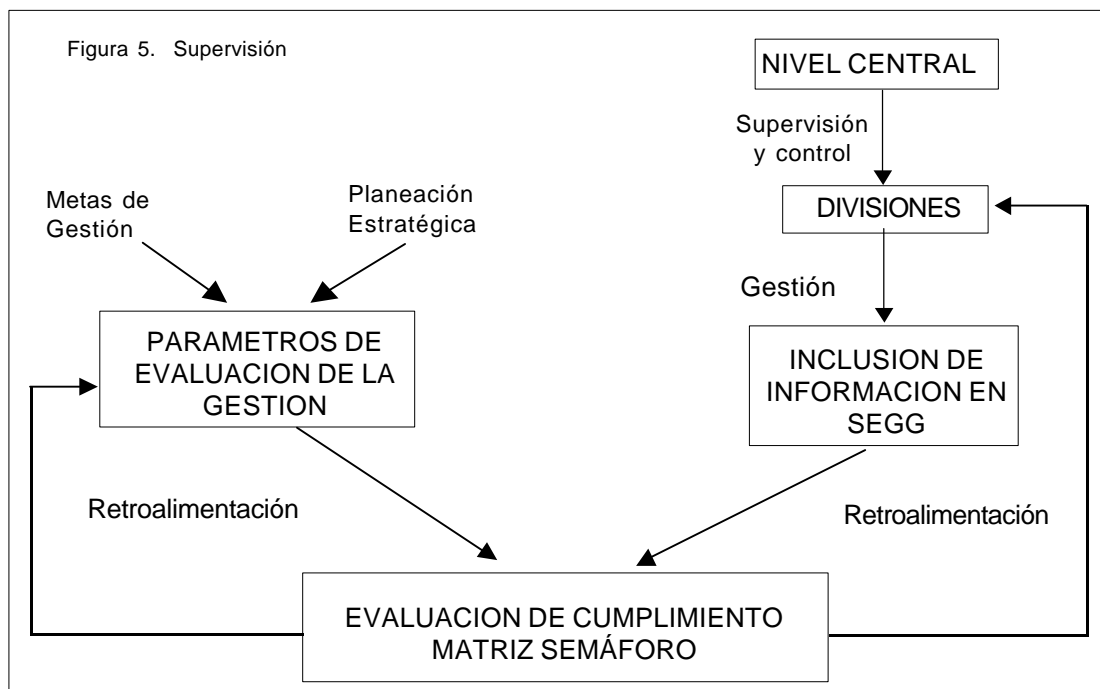 Figura 5. Supervisión
NIVEL CENTRAL
Supervisión
y control
Metas de
Gestión
Planeación
Estratégica
DIVISIONES
Gestión
PARAMETROS DE
EVALUACION DE LA
GESTION
INCLUSION DE
INFORMACION EN
SEGG
Retroalimentación
Retroalimentación
EVALUACION DE CUMPLIMIENTO
MATRIZ SEMÁFORO